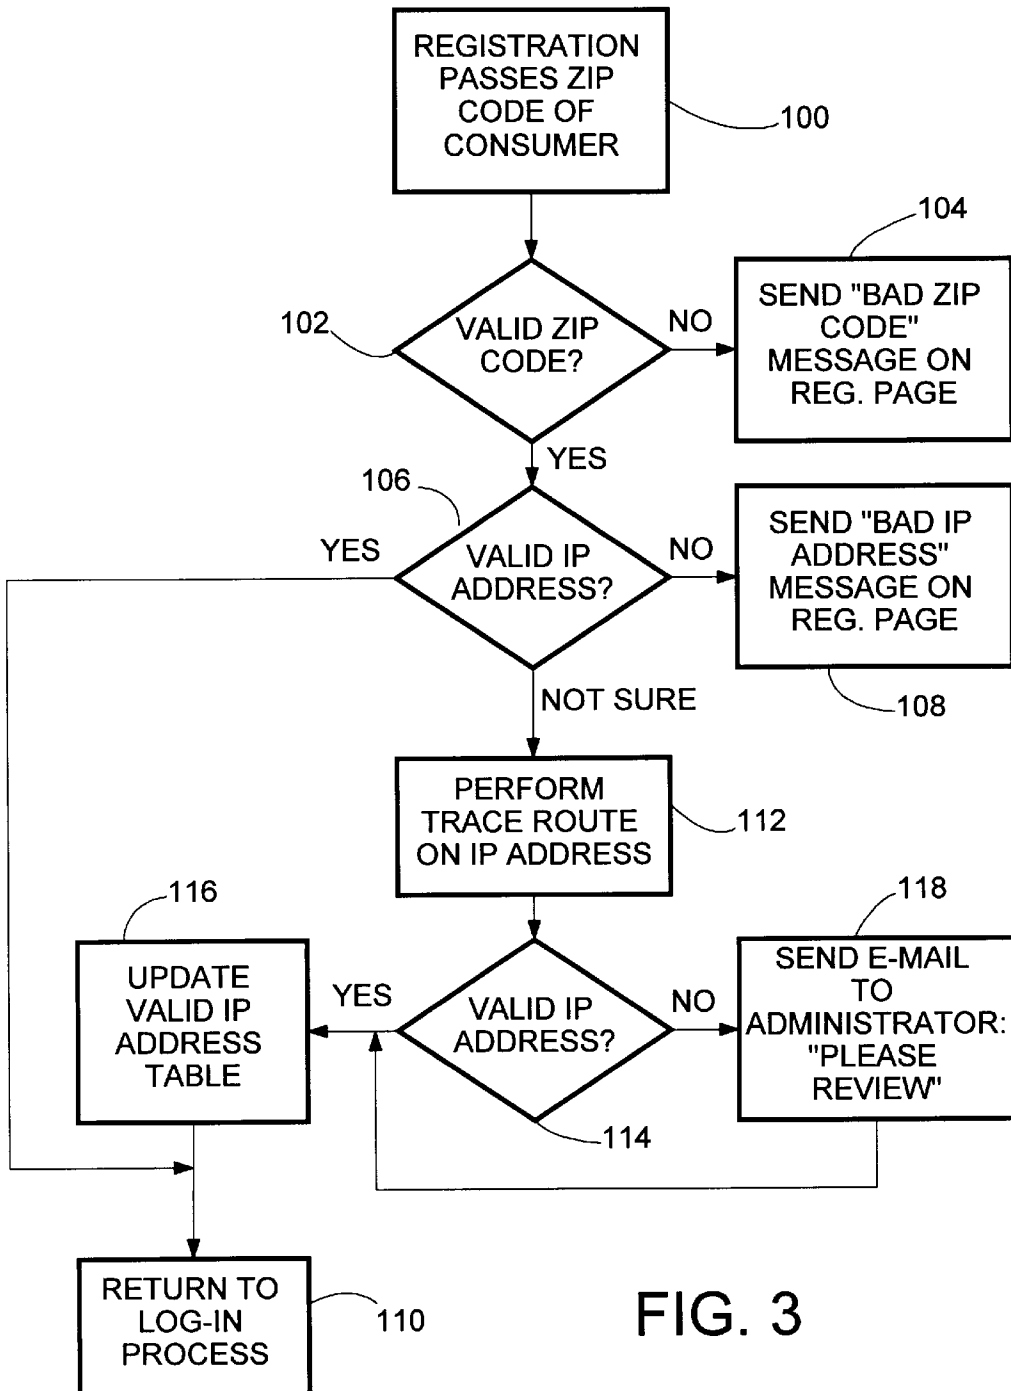 REGISTRATION
PASSES ZIP
CODE OF
CONSUMER
100
104
SEND "BAD ZIP
CODE"
MESSAGE ON
REG. PAGE
102
VALID ZIP
CODE?
NO
YES
106
YES
VALID IP
ADDRESS?
NO
SEND "BAD IP
ADDRESS"
MESSAGE ON
REG. PAGE
108
NOT SURE
PERFORM
TRACE ROUTE
ON IP ADDRESS
112
116
UPDATE
VALID IP
ADDRESS
TABLE
YES
VALID IP
ADDRESS?
114
NO
118
SEND E-MAIL
TO
ADMINISTRATOR:
"PLEASE
REVIEW"
RETURN TO
LOG-IN
PROCESS
110
FIG. 3